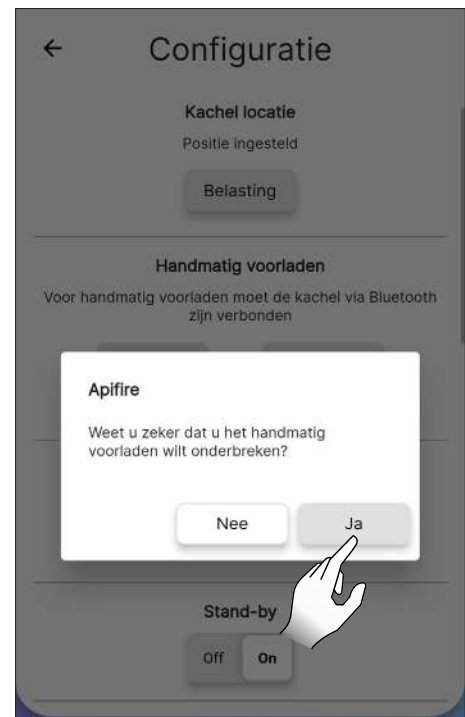 Configuratie
Kachel locatie
Positie ingesteld
Belasting
Handmatig voorladen
Voor handmatig voorladen moet de kachel via Bluetooth
zijn verbonden
Apifire
Weet u zeker dat u het handmatig
voorladen wilt onderbreken?
Nee Ja
Stand-by
Off On